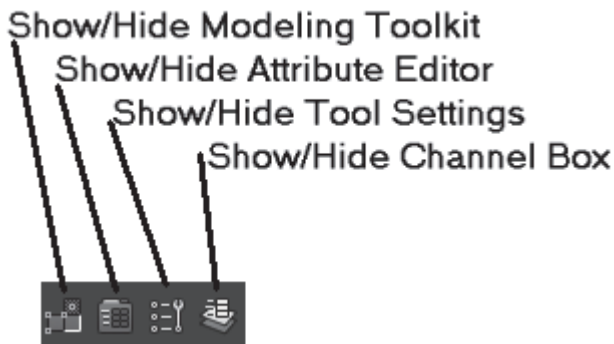 Show/Hide Modeling Toolkit
Show/Hide Attribute Editor
Show/Hide Tool Settings
Show/Hide Channel Box